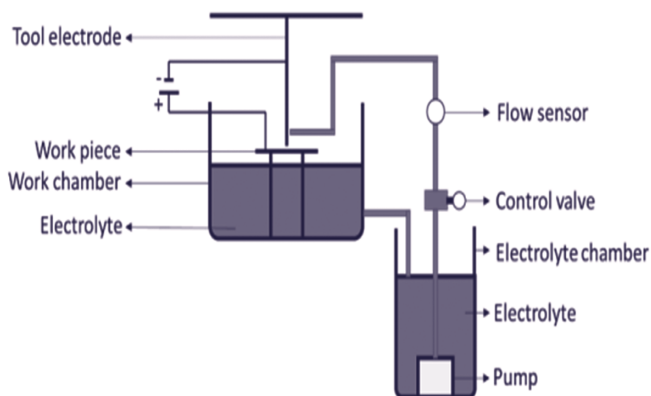 Tool electrode
-
+
Work piece
Work chamber
Electrolyte
Flow sensor
Control valve
Electrolyte chamber
Electrolyte
Pump